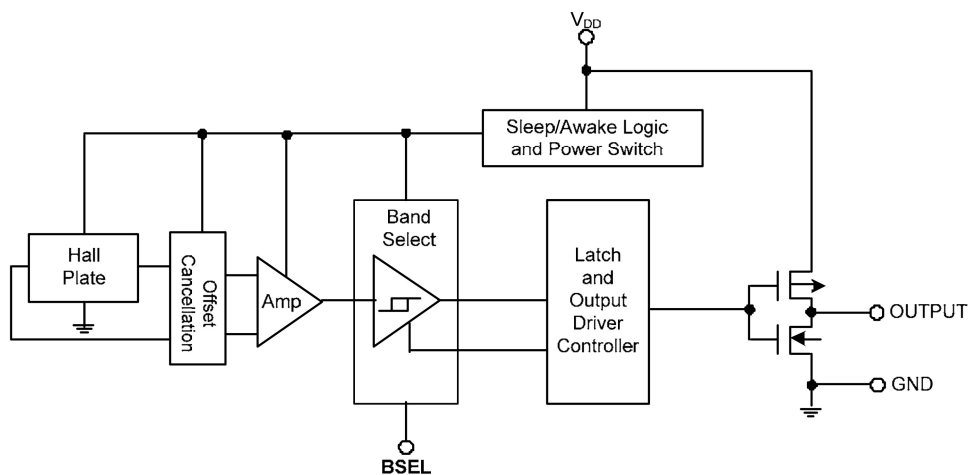 VDD
Sleep/Awake Logic
and Power Switch
Band
Select
Hall
Plate
Offset
Cancellation
Amp
Latch
and
Output
Driver
Controller
OUTPUT
GND
BSEL